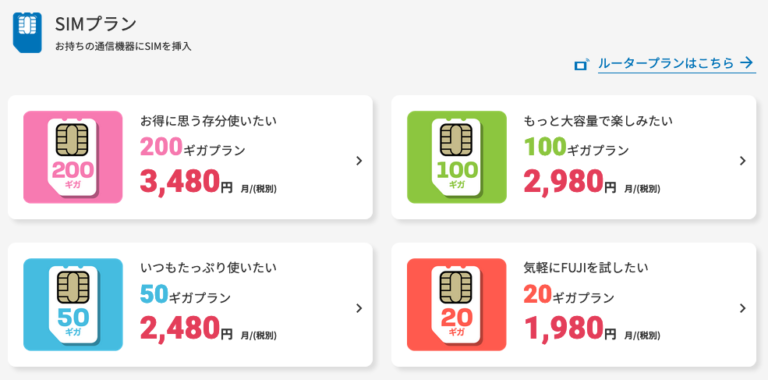 SIMプラン
お持ちの通信機器にSIMを挿入
ルータープランはこちら →
200
ギガ
お得に思う存分使いたい
200ギガプラン
3,480円 月/(税別)
100
ギガ
もっと大容量で楽しみたい
100ギガプラン
2,980円 月/(税別)
50
ギガ
いつもたっぷり使いたい
50ギガプラン
2,480円 月/(税別)
20
ギガ
気軽にFUJIを試したい
20ギガプラン
1,980円 月/(税別)